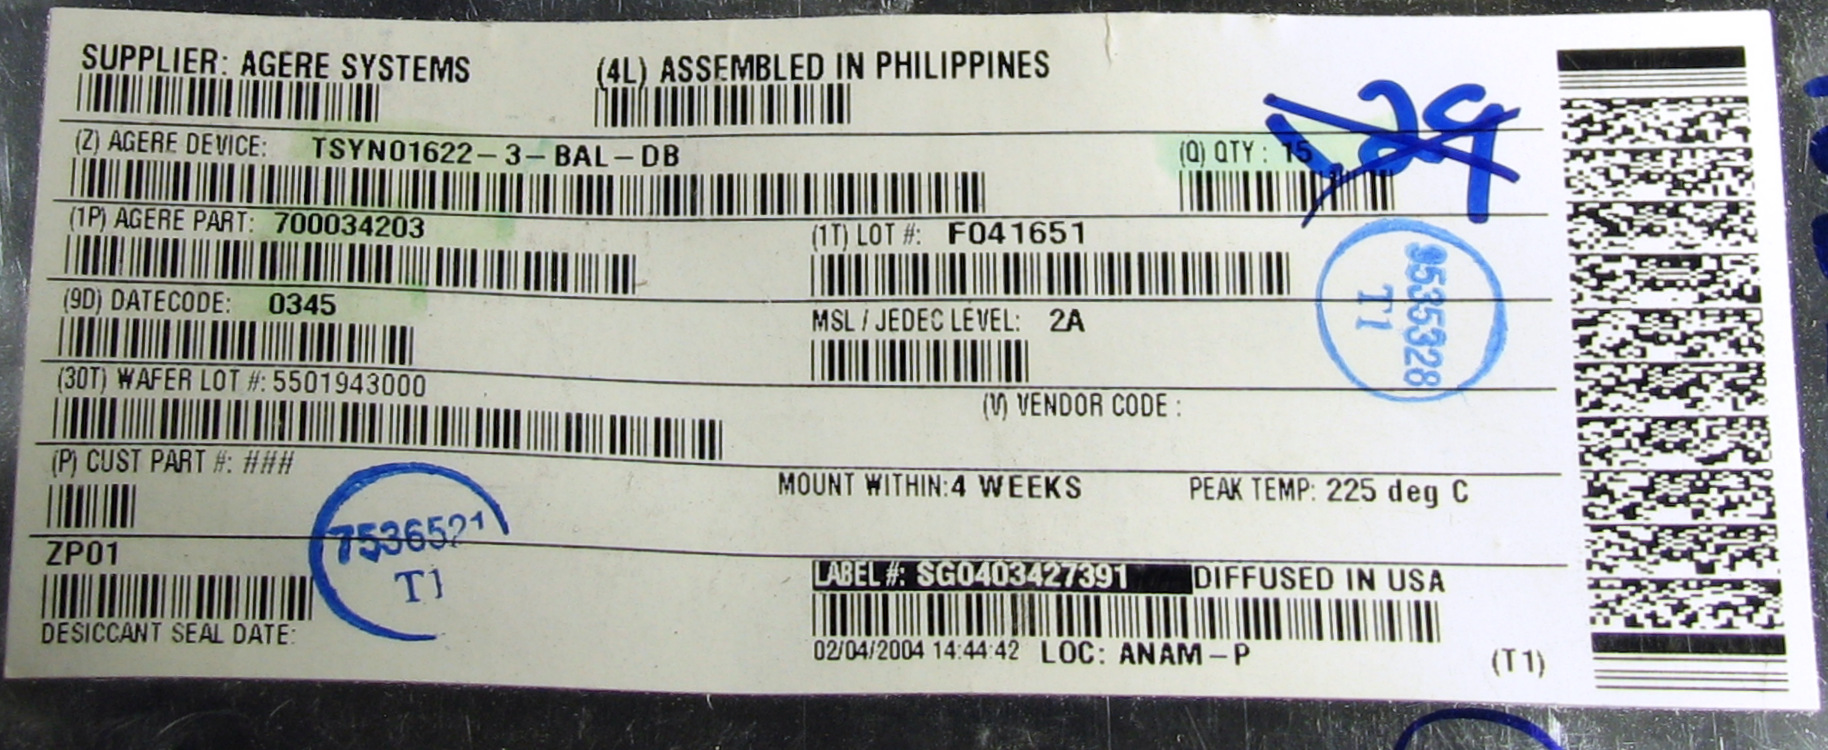 SUPPLIER: AGERE SYSTEMS (4L) ASSEMBLED IN PHILIPPINES
(Z) AGERE DEVICE: TSYN01622-3-BAL-DB (Q) QTY: 15
(1P) AGERE PART: 700034203 (1T) LOT #: F041651
(9D) DATECODE: 0345 MSL / JEDEC LEVEL: 2A
9535328
T1
(30T) WAFER LOT #: 5501943000 (V) VENDOR CODE :
(P) CUST PART #: ### MOUNT WITHIN: 4 WEEKS PEAK TEMP: 225 deg C
7536521
T1
ZP01 LABEL #: SG0403427391 DIFFUSED IN USA
DESICCANT SEAL DATE: 02/04/2004 14:44:42 LOC: ANAM-P (T1)